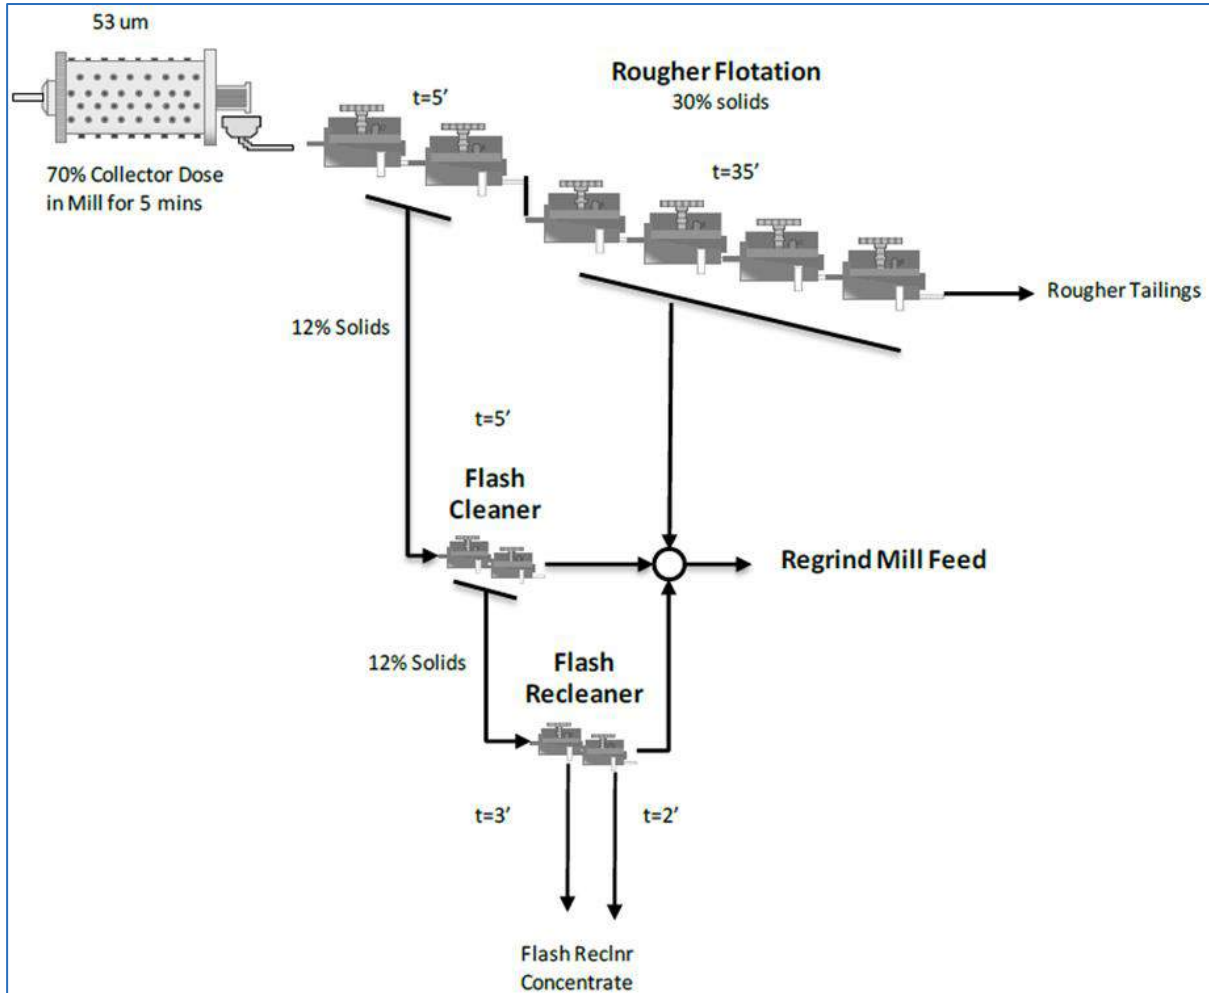 53 um
70% Collector Dose
in Mill for 5 mins
t=5’
Rougher Flotation
30% solids
t=35’
Rougher Tailings
12% Solids
t=5’
Flash
Cleaner
Regrind Mill Feed
12% Solids
Flash
Recleaner
t=3’
t=2’
Flash Reclnr
Concentrate